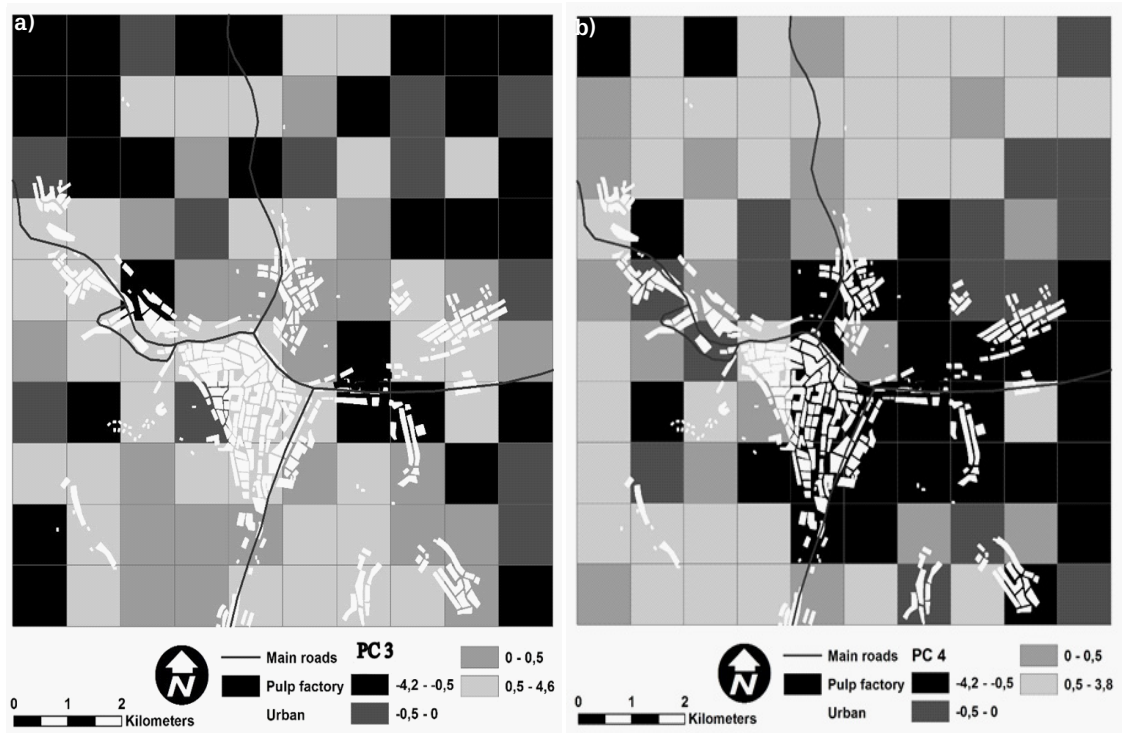 a)
b)
Main roads PC 3 0 - 0,5
Pulp factory -4,2 - -0,5 0,5 - 4,6
Urban -0,5 - 0
N
0 1 2
Kilometers
Main roads PC 4 0 - 0,5
Pulp factory -4,2 - -0,5 0,5 - 3,8
Urban -0,5 - 0
N
0 1 2
Kilometers